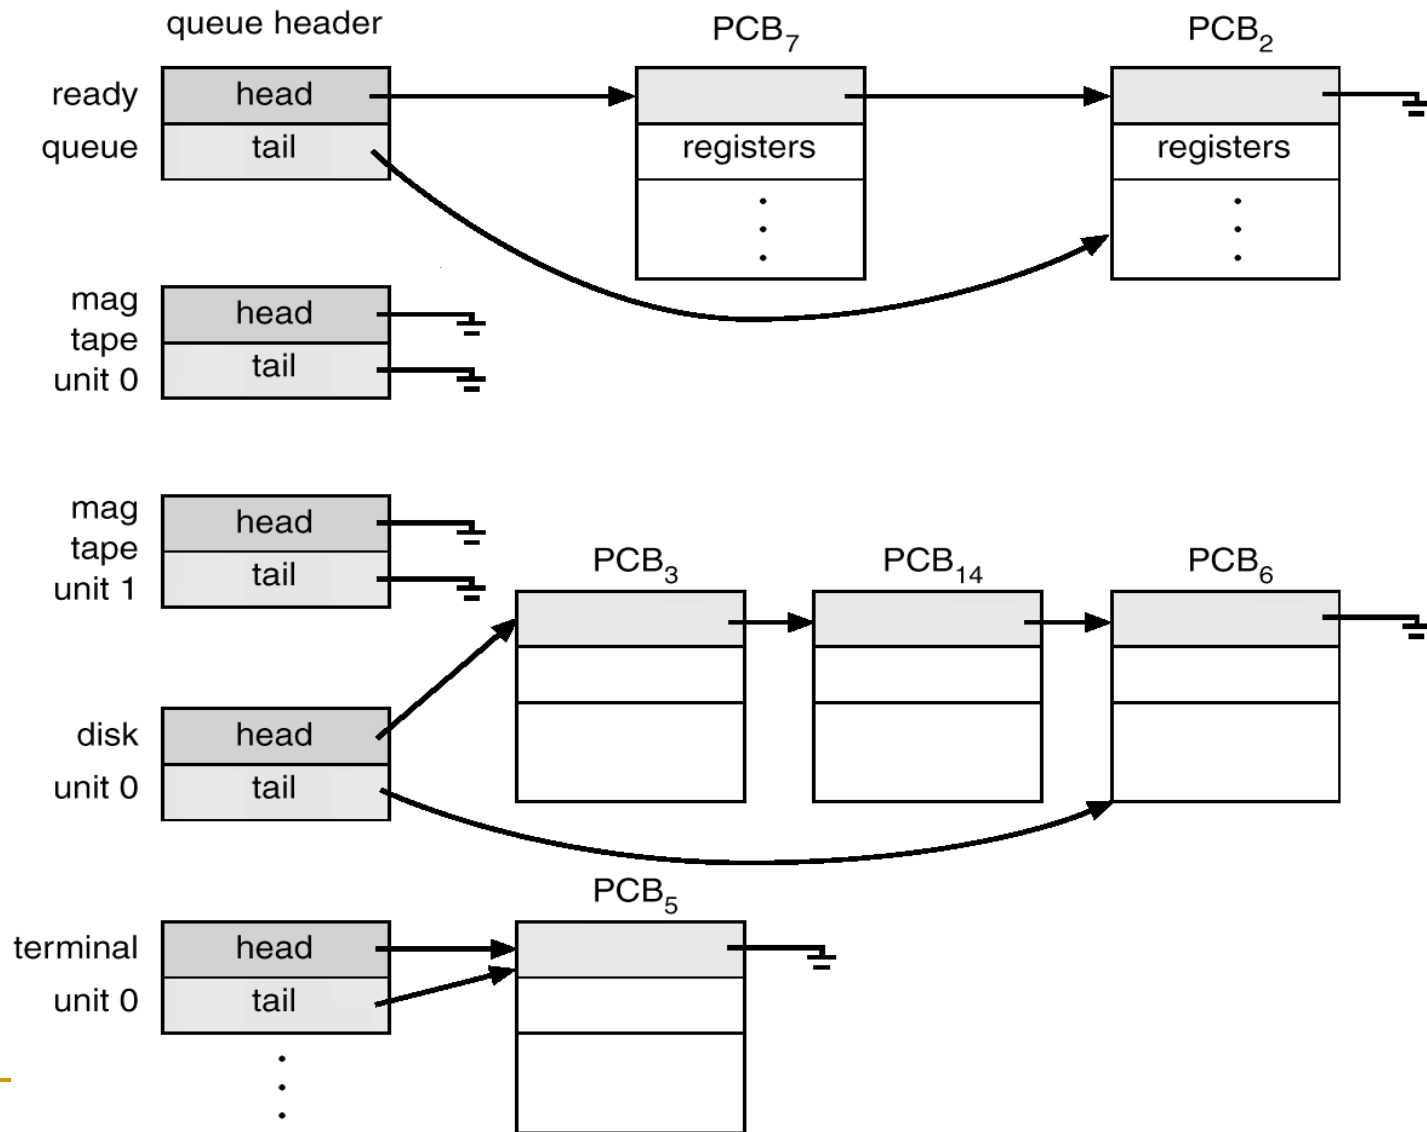 queue header
PCB7
PCB2
ready
head
queue
tail
registers
registers
mag
tape
unit 0
head
tail
mag
tape
unit 1
head
tail
PCB3
PCB14
PCB6
disk
head
unit 0
tail
PCB5
terminal
head
unit 0
tail